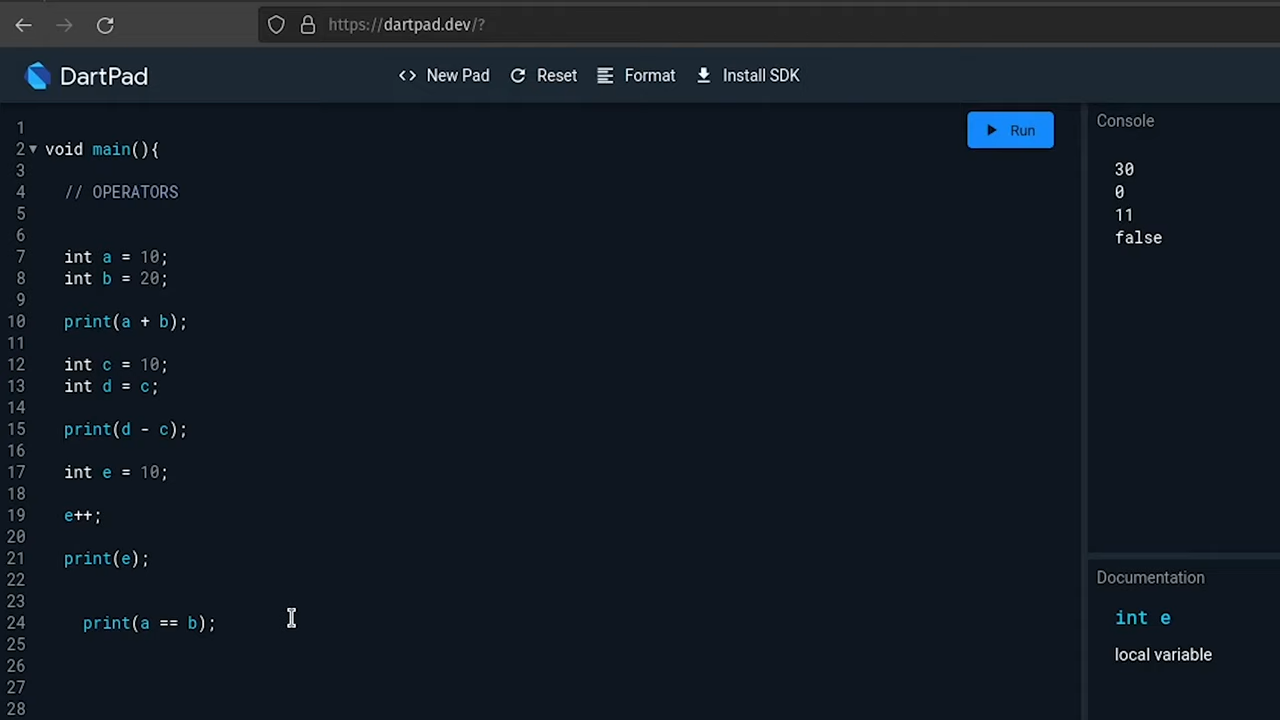 https://dartpad.dev/?
DartPad
New Pad
Reset
Format
Install SDK
Run
1
2 void main(){
3
4 // OPERATORS
5
6
7 int a = 10;
8 int b = 20;
9
10 print(a + b);
11
12 int c = 10;
13 int d = c;
14
15 print(d - c);
16
17 int e = 10;
18
19 e++;
20
21 print(e);
22
23
24 print(a == b);
25
26
27
28
Console
30
0
11
false
Documentation
int e
local variable